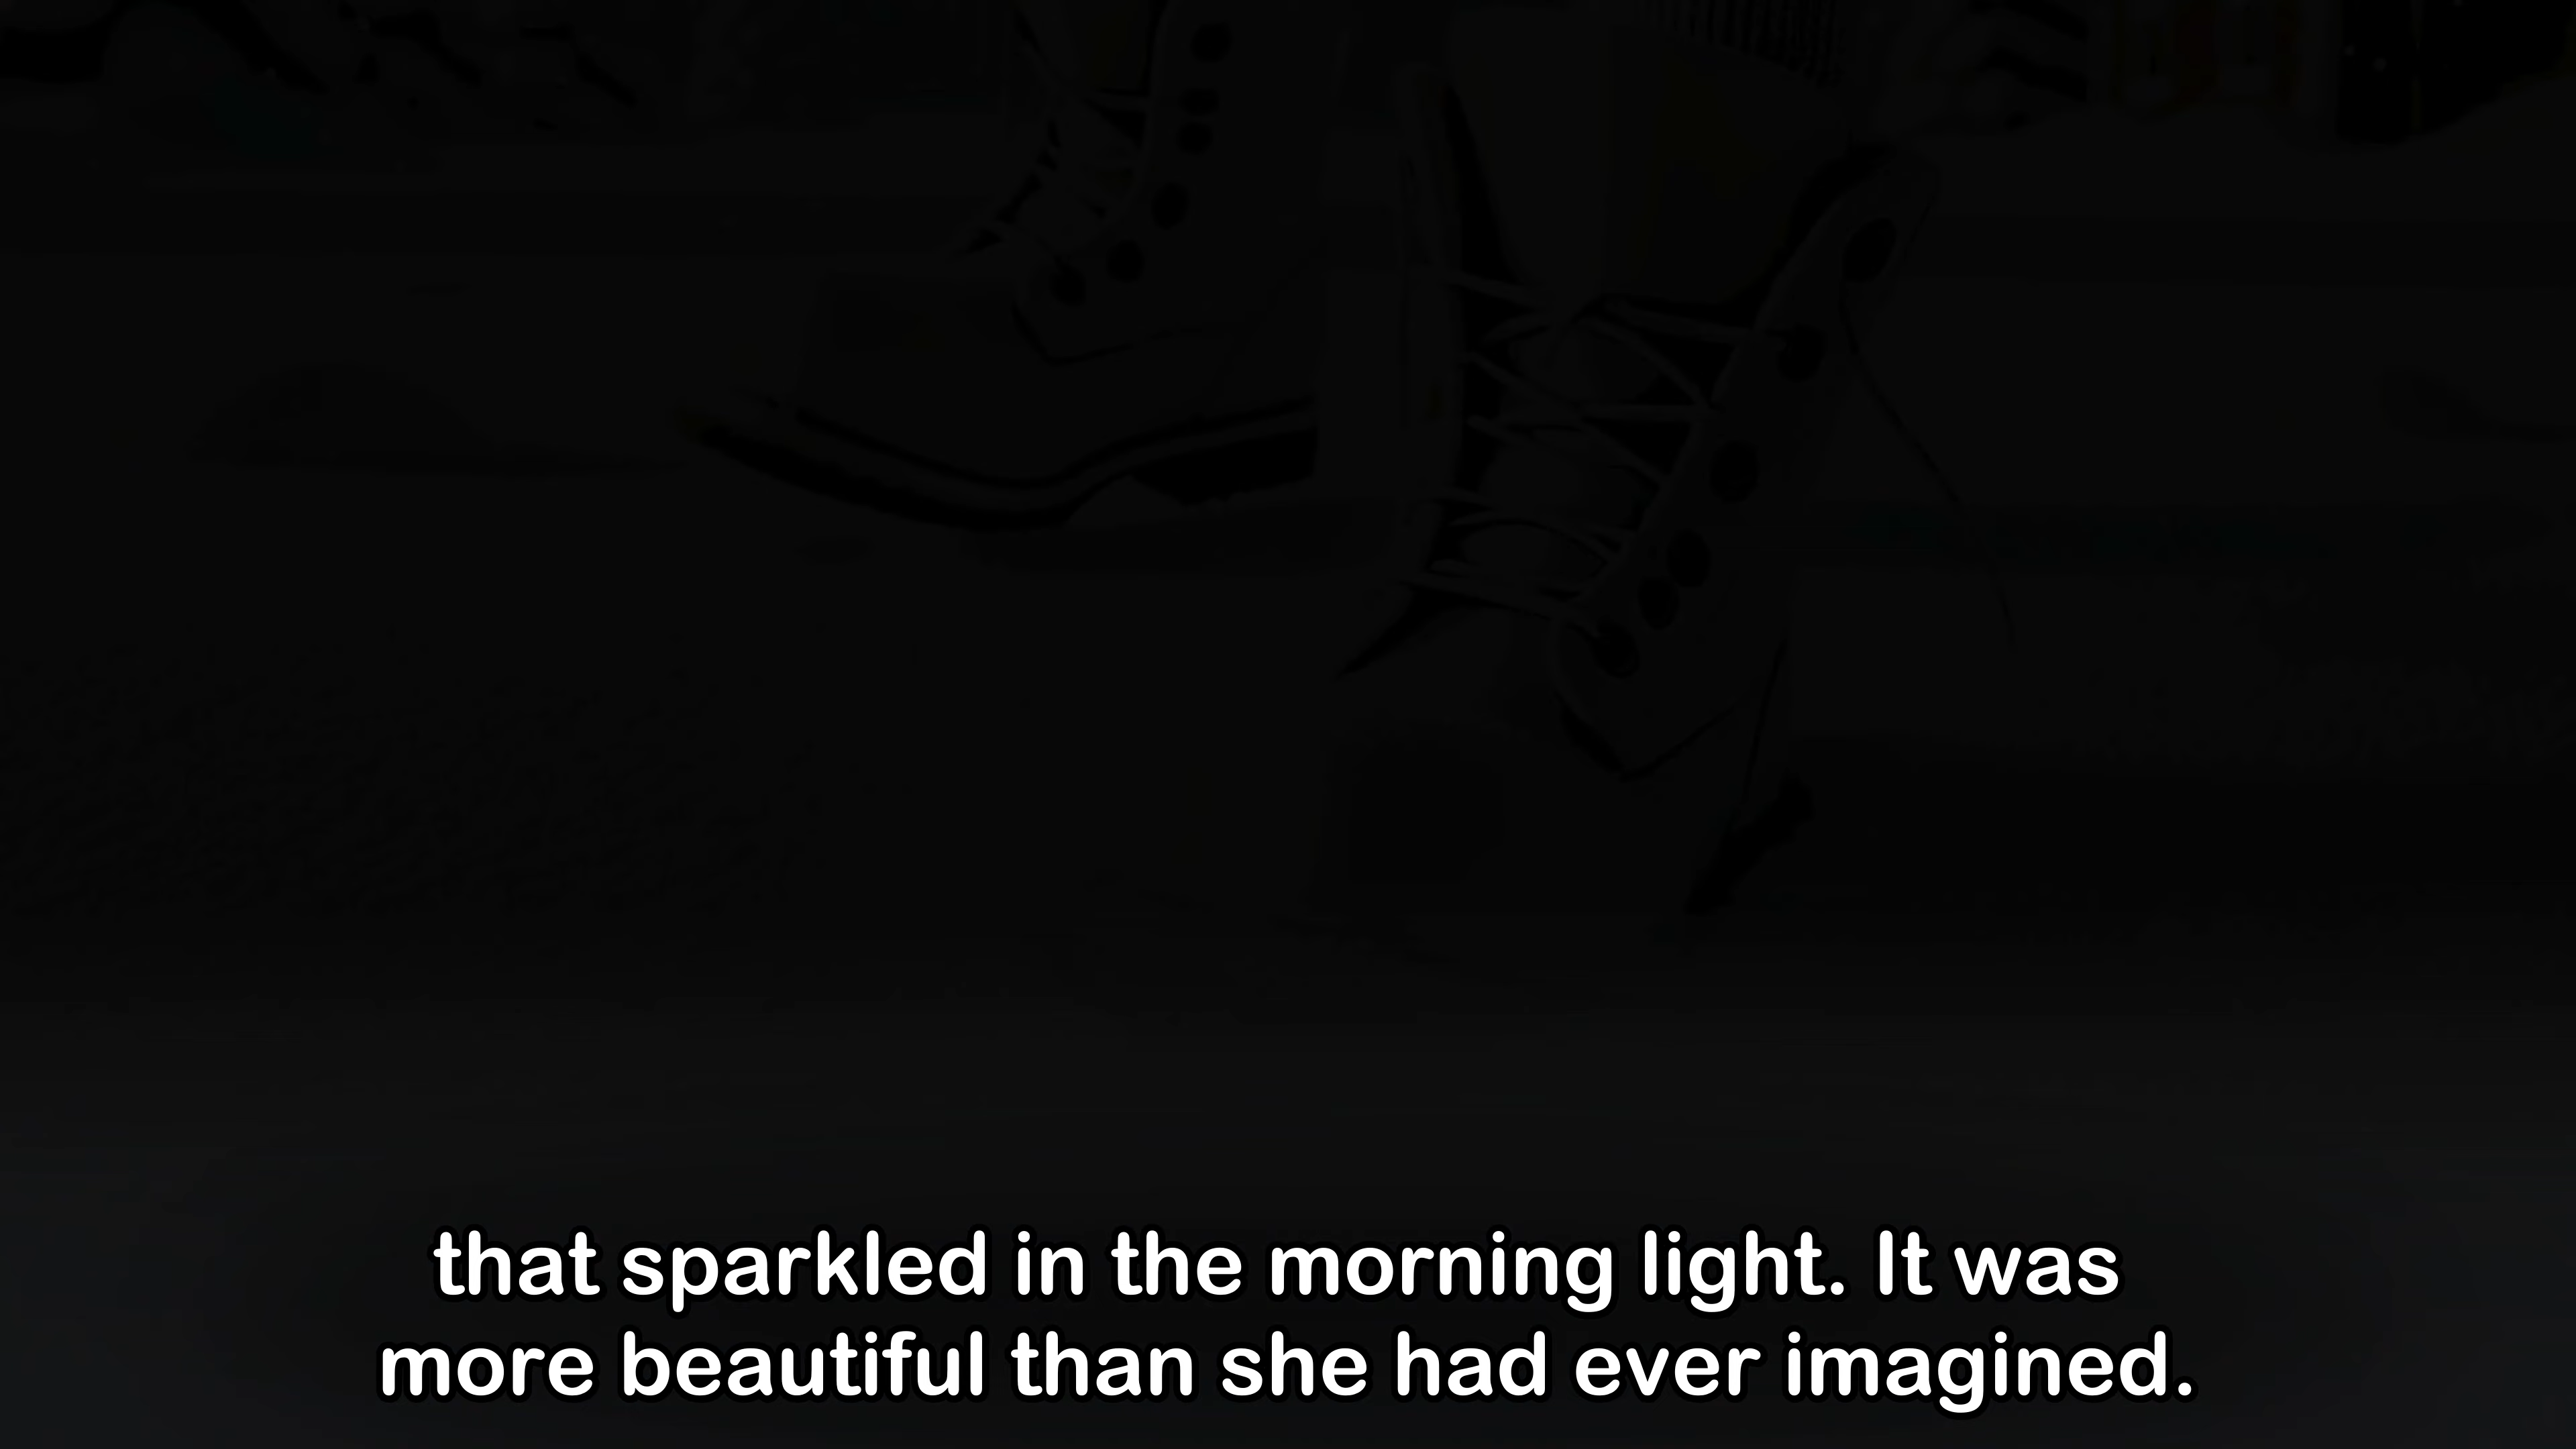 that sparkled in the morning light. It was
more beautiful than she had ever imagined.